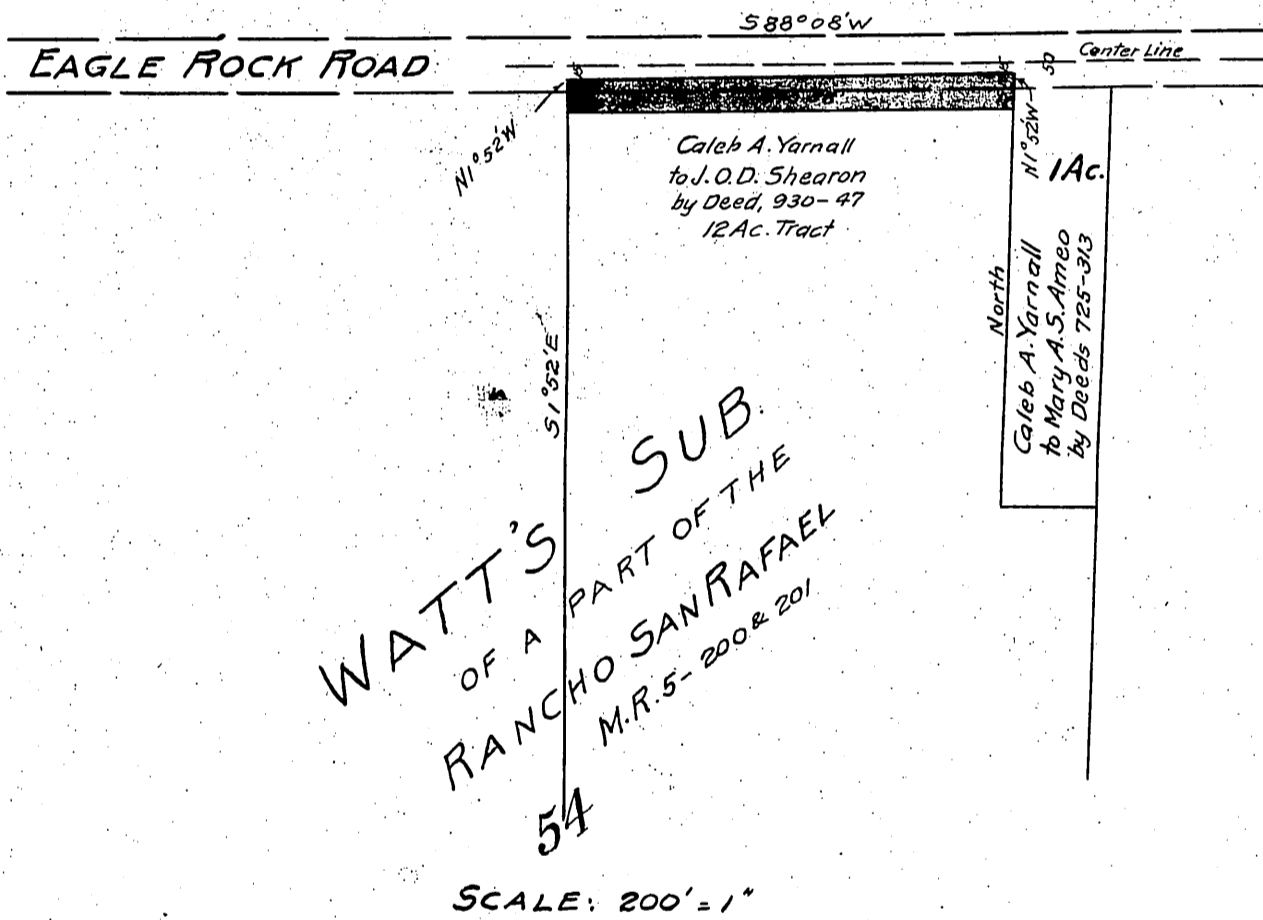 S88°08'W
EAGLE ROCK ROAD
Center Line
50
N1°52'W
N1°52'W
Caleb A. Yarnall
to J.O.D. Shearon
by Deed, 930-47
12 Ac. Tract
1 Ac.
North
Caleb A. Yarnall
to Mary A.S. Ameo
by Deeds 725-313
S1°52'E
WATT'S SUB.
OF A PART OF THE
RANCHO SAN RAFAEL
M.R. 5-200 & 201
54
SCALE: 200' = 1"